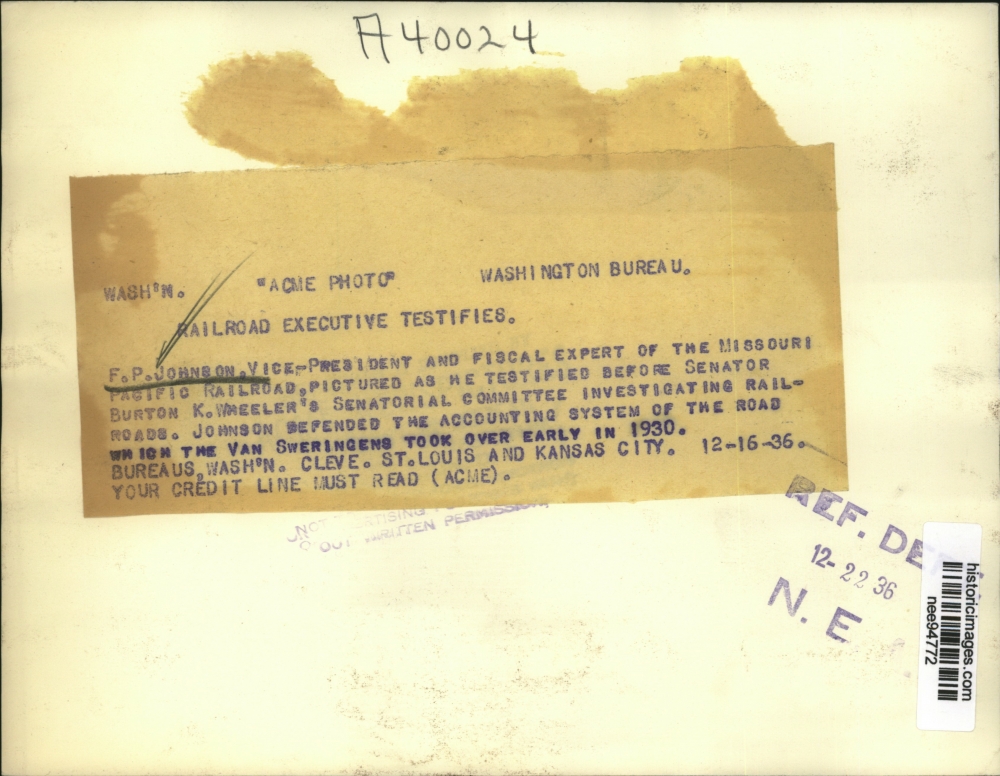 A40024
WASH'N. "ACME PHOTO" WASHINGTON BUREAU.
RAILROAD EXECUTIVE TESTIFIES.
F.P. JOHNSON, VICE-PRESIDENT AND FISCAL EXPERT OF THE MISSOURI
PACIFIC RAILROAD, PICTURED AS HE TESTIFIED BEFORE SENATOR
BURTON K. WHEELER'S SENATORIAL COMMITTEE INVESTIGATING RAIL-
ROADS. JOHNSON DEFENDED THE ACCOUNTING SYSTEM OF THE ROAD
WHICH THE VAN SWERINGENS TOOK OVER EARLY IN 1930.
BUREAUS, WASH'N. CLEVE. ST.LOUIS AND KANSAS CITY. 12-16-36.
YOUR CREDIT LINE MUST READ (ACME).
WRITTEN PERMISSION,
REF. DE
12-22 36
N. E
historicimages.com
nee94772